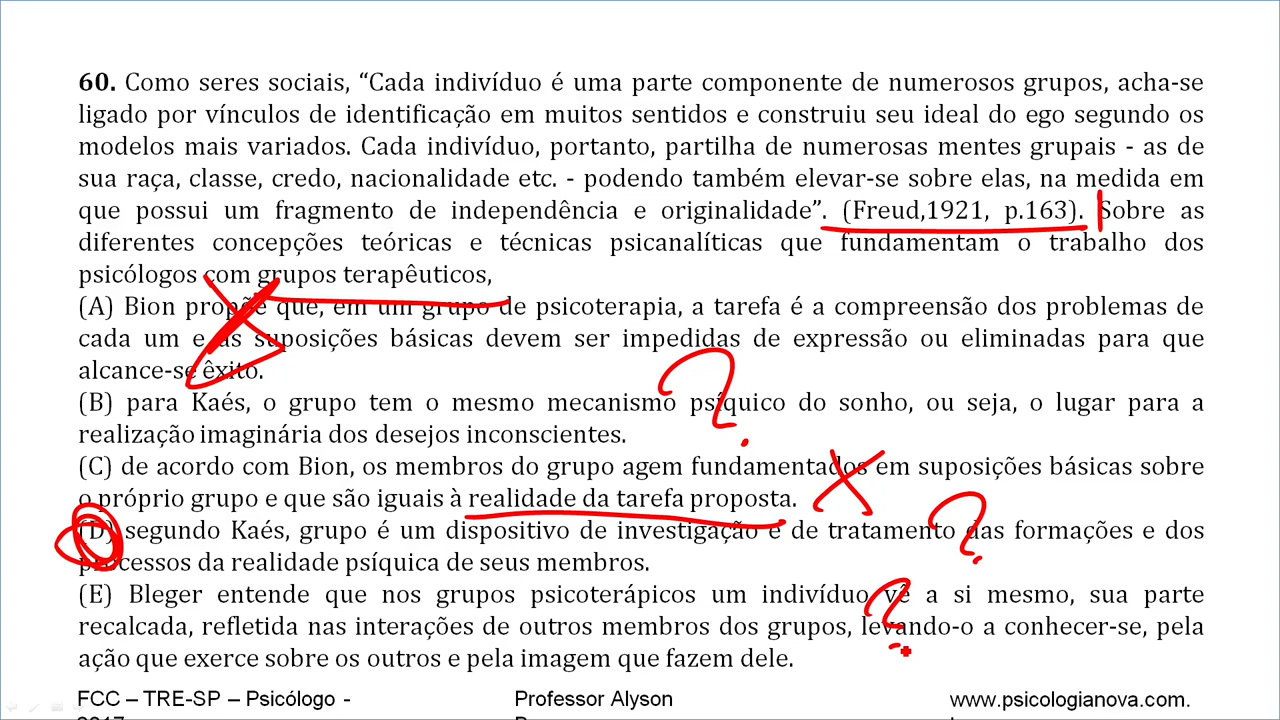 60. Como seres sociais, “Cada indivíduo é uma parte componente de numerosos grupos, acha-se
ligado por vínculos de identificação em muitos sentidos e construiu seu ideal do ego segundo os
modelos mais variados. Cada indivíduo, portanto, partilha de numerosas mentes grupais - as de
sua raça, classe, credo, nacionalidade etc. - podendo também elevar-se sobre elas, na medida em
que possui um fragmento de independência e originalidade”. (Freud,1921, p.163). Sobre as
diferentes concepções teóricas e técnicas psicanalíticas que fundamentam o trabalho dos
psicólogos com grupos terapêuticos,
(A) Bion propõe que, em um grupo de psicoterapia, a tarefa é a compreensão dos problemas de
cada um e as suposições básicas devem ser impedidas de expressão ou eliminadas para que
alcance-se êxito.
(B) para Kaés, o grupo tem o mesmo mecanismo psíquico do sonho, ou seja, o lugar para a
realização imaginária dos desejos inconscientes.
(C) de acordo com Bion, os membros do grupo agem fundamentados em suposições básicas sobre
o próprio grupo e que são iguais à realidade da tarefa proposta.
(D) segundo Kaés, grupo é um dispositivo de investigação e de tratamento das formações e dos
processos da realidade psíquica de seus membros.
(E) Bleger entende que nos grupos psicoterápicos um indivíduo vê a si mesmo, sua parte
recalcada, refletida nas interações de outros membros dos grupos, levando-o a conhecer-se, pela
ação que exerce sobre os outros e pela imagem que fazem dele.
FCC – TRE-SP – Psicólogo -
2017
Professor Alyson
www.psicologianova.com.